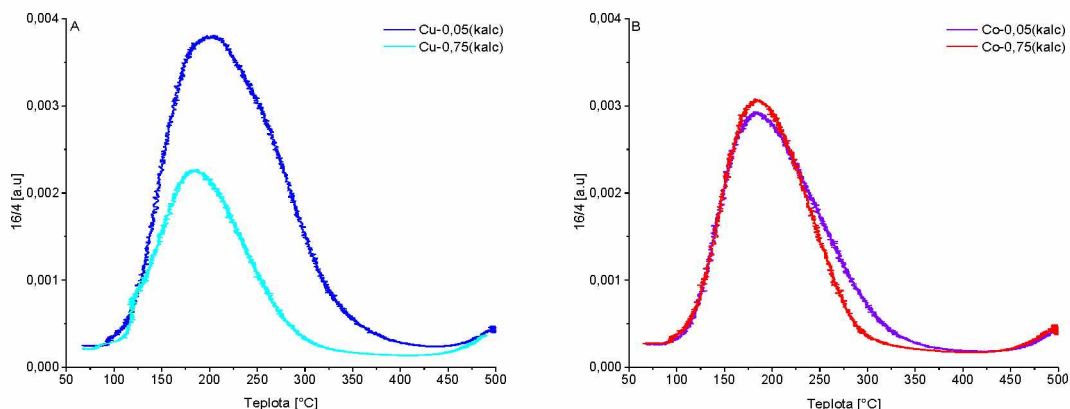 A
Cu-0,05(kalc)
Cu-0,75(kalc)
0,004
0,003
0,002
0,001
0,000
16/4 [a.u]
50 100 150 200 250 300 350 400 450 500
Teplota [°C]
B
Co-0,05(kalc)
Co-0,75(kalc)
0,004
0,003
0,002
0,001
0,000
16/4 [a.u]
50 100 150 200 250 300 350 400 450 500
Teplota [°C]